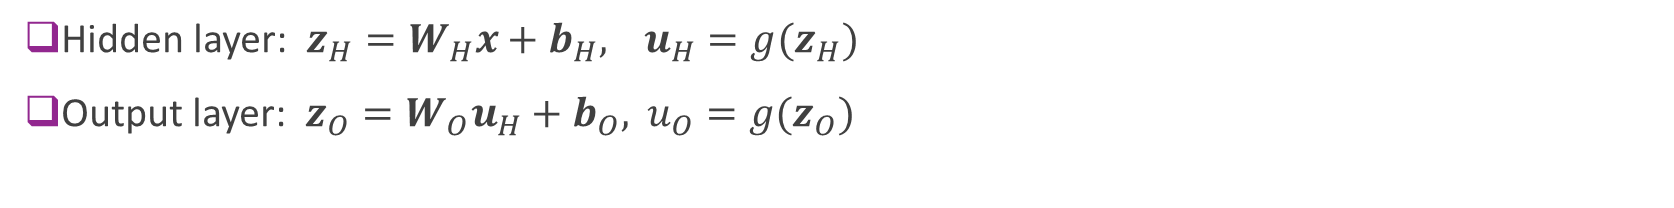 ❑Hidden layer: z_H = W_H x + b_H, u_H = g(z_H)
❑Output layer: z_O = W_O u_H + b_O, u_O = g(z_O)